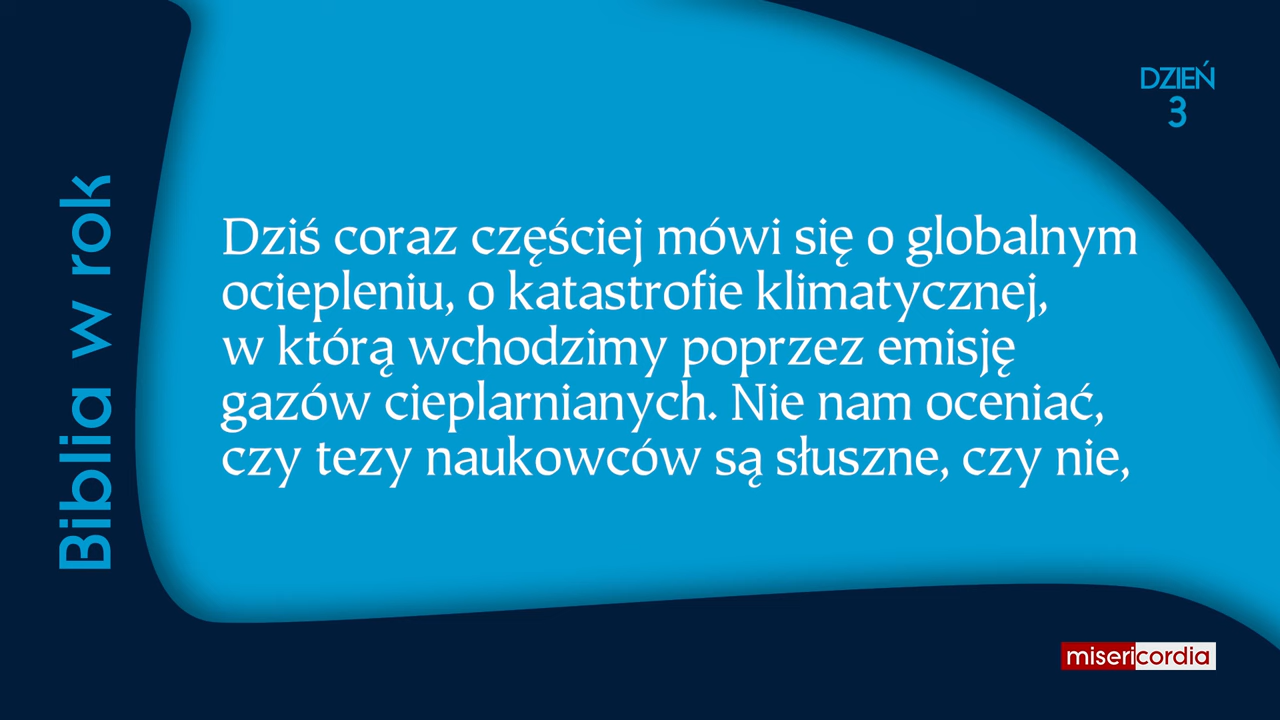 Biblia w rok
DZIEŃ
3
Dziś coraz częściej mówi się o globalnym
ociepleniu, o katastrofie klimatycznej,
w którą wchodzimy poprzez emisję
gazów cieplarnianych. Nie nam oceniać,
czy tezy naukowców są słuszne, czy nie,
misericordia